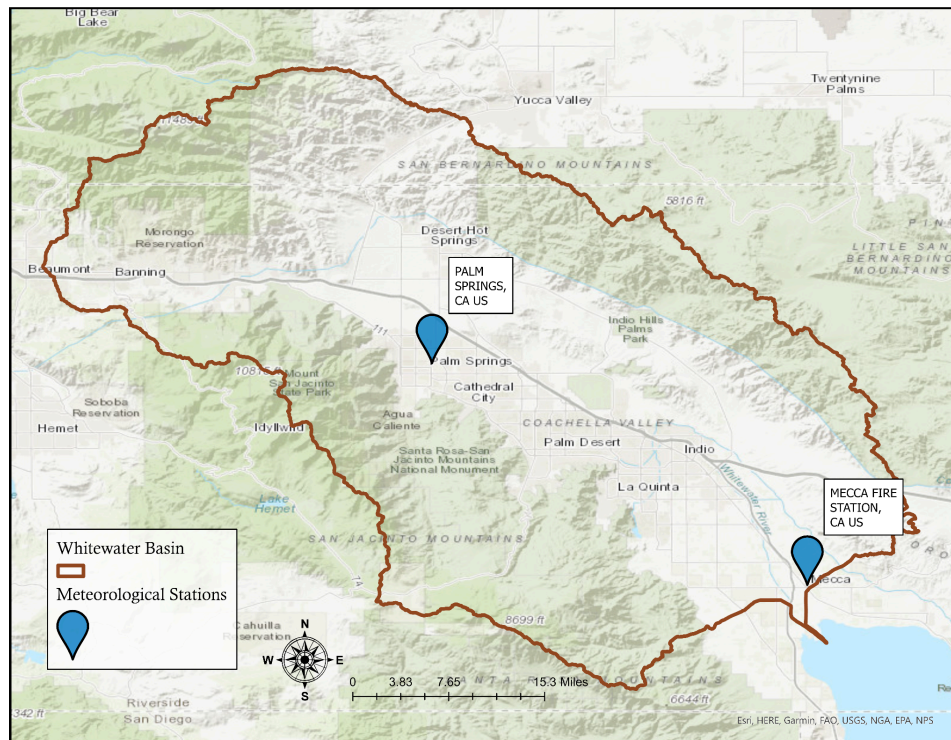 Big Bear
Lake
Twentynine
Palms
Yucca Valley
11489 ft
SAN BERNARDINO MOUNTAINS
5816 ft
Morongo
Reservation
Desert Hot
Springs
LITTLE SAN
BERNARDINO
MOUNTAINS
Beaumont
Banning
PALM
SPRINGS,
CA US
111
Indio Hills
Palms
Park
Palm Springs
10815 ft
Mount
San Jacinto
State Park
Cathedral
City
Soboba
Reservation
Agua
Caliente
COACHELLA VALLEY
Hemet
Idyllwild
Palm Desert
Indio
Santa Rosa-San
Jacinto Mountains
National Monument
La Quinta
Whitewater River
MECCA FIRE
STATION,
CA US
Lake
Hemet
SAN JACINTO MOUNTAINS
Whitewater Basin
Meteorological Stations
Mecca
74
8699 ft
Cahuilla
Reservation
N
W
E
S
0
3.83
7.65
15.3 Miles
6644 ft
Riverside
San Diego
342 ft
Esri, HERE, Garmin, FAO, USGS, NGA, EPA, NPS